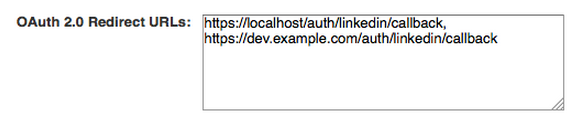 OAuth 2.0 Redirect URLs:
https://localhost/auth/linkedin/callback,
https://dev.example.com/auth/linkedin/callback